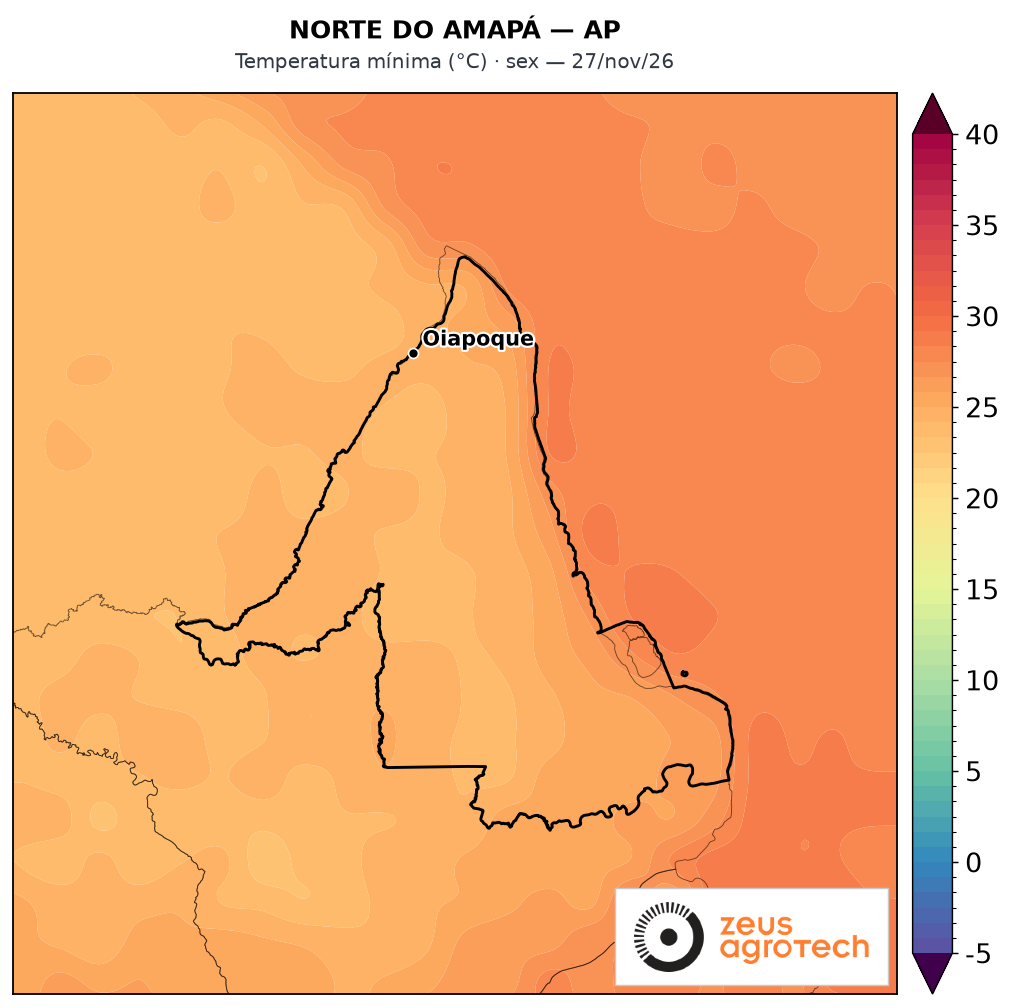 NORTE DO AMAPÁ — AP
Temperatura mínima (°C) · sex — 27/nov/26
40
35
30
25
20
15
10
5
0
-5
Oiapoque
zeus
agrotech